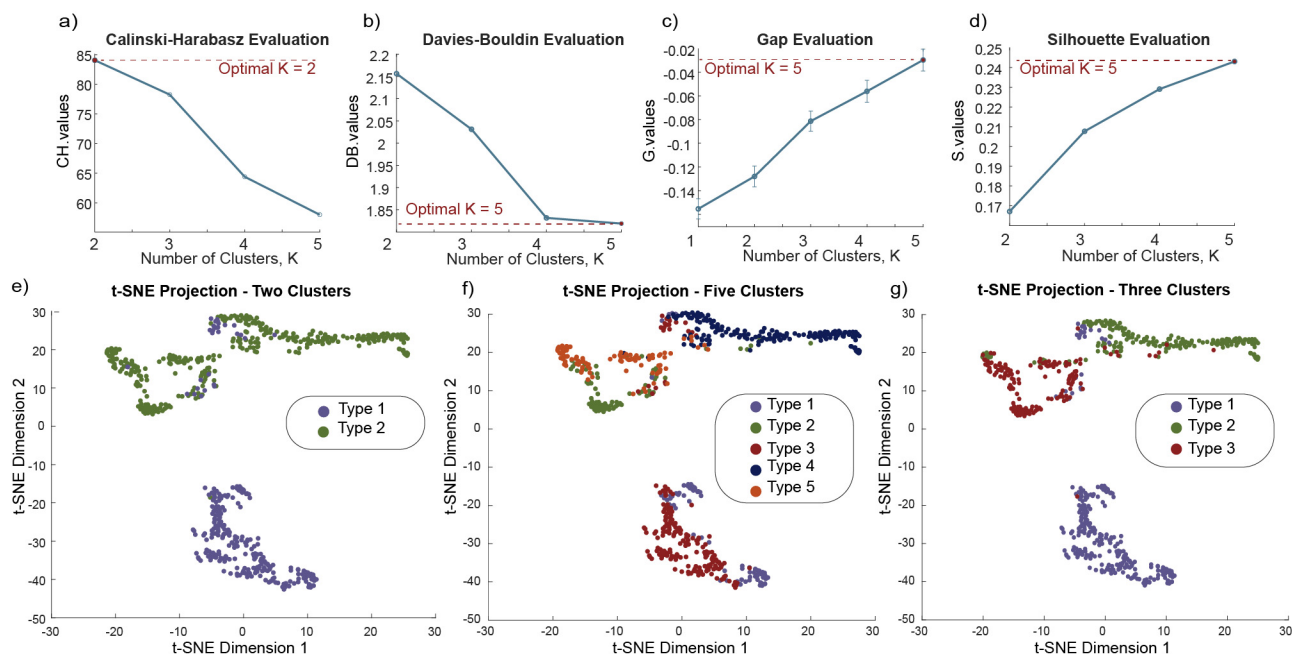 a)
Calinski-Harabasz Evaluation
85
80
75
70
65
60
CH.values
Optimal K = 2
2 3 4 5
Number of Clusters, K
b)
Davies-Bouldin Evaluation
2.2
2.15
2.1
2.05
2
1.95
1.9
1.85
DB.values
Optimal K = 5
2 3 4 5
Number of Clusters, K
c)
Gap Evaluation
-0.02
-0.04
-0.06
-0.08
-0.1
-0.12
-0.14
G.values
Optimal K = 5
1 2 3 4 5
Number of Clusters, K
d)
Silhouette Evaluation
0.25
0.24
0.23
0.22
0.21
0.2
0.19
0.18
0.17
S.values
Optimal K = 5
2 3 4 5
Number of Clusters, K
e)
t-SNE Projection - Two Clusters
30
20
10
0
-10
-20
-30
-40
-50
t-SNE Dimension 2
Type 1
Type 2
-30 -20 -10 0 10 20 30
t-SNE Dimension 1
f)
t-SNE Projection - Five Clusters
30
20
10
0
-10
-20
-30
-40
-50
t-SNE Dimension 2
Type 1
Type 2
Type 3
Type 4
Type 5
-30 -20 -10 0 10 20 30
t-SNE Dimension 1
g)
t-SNE Projection - Three Clusters
30
20
10
0
-10
-20
-30
-40
-50
t-SNE Dimension 2
Type 1
Type 2
Type 3
-30 -20 -10 0 10 20 30
t-SNE Dimension 1